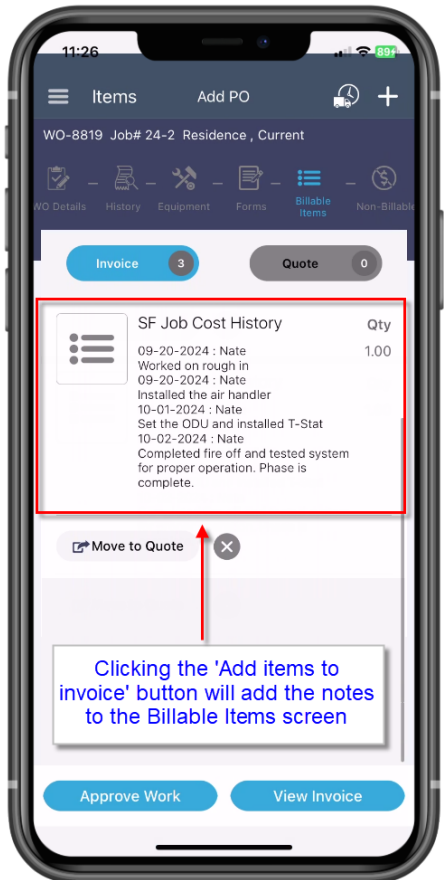 11:26
89
Items
Add PO
WO-8819 Job# 24-2 Residence , Current
WO Details
History
Equipment
Forms
Billable
Items
Non-Billable
Invoice 3
Quote 0
SF Job Cost History
Qty
09-20-2024 : Nate
1.00
Worked on rough in
09-20-2024 : Nate
Installed the air handler
10-01-2024 : Nate
Set the ODU and installed T-Stat
10-02-2024 : Nate
Completed fire off and tested system
for proper operation. Phase is
complete.
Move to Quote
Clicking the 'Add items to
invoice' button will add the notes
to the Billable Items screen
Approve Work
View Invoice